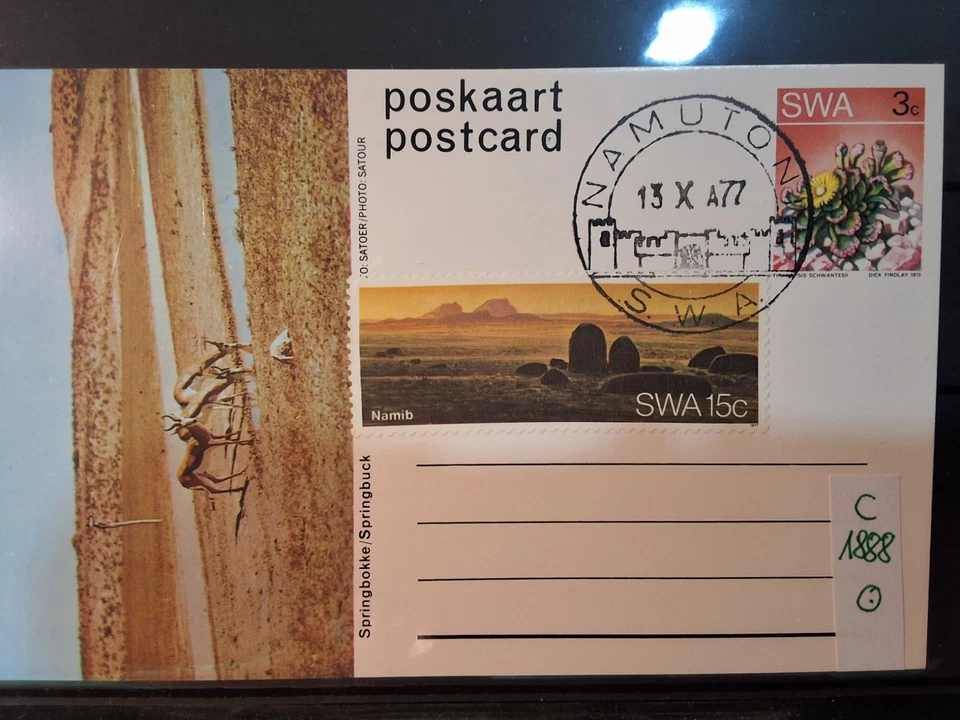 poskaart
postcard
SWA 3c
NAMUTONI
13 X A77
S. W. A.
DICK FINDLAY 1973
O: SATOER/PHOTO: SATOUR
Namib
SWA 15c
Springbokke/Springbuck
C
1888